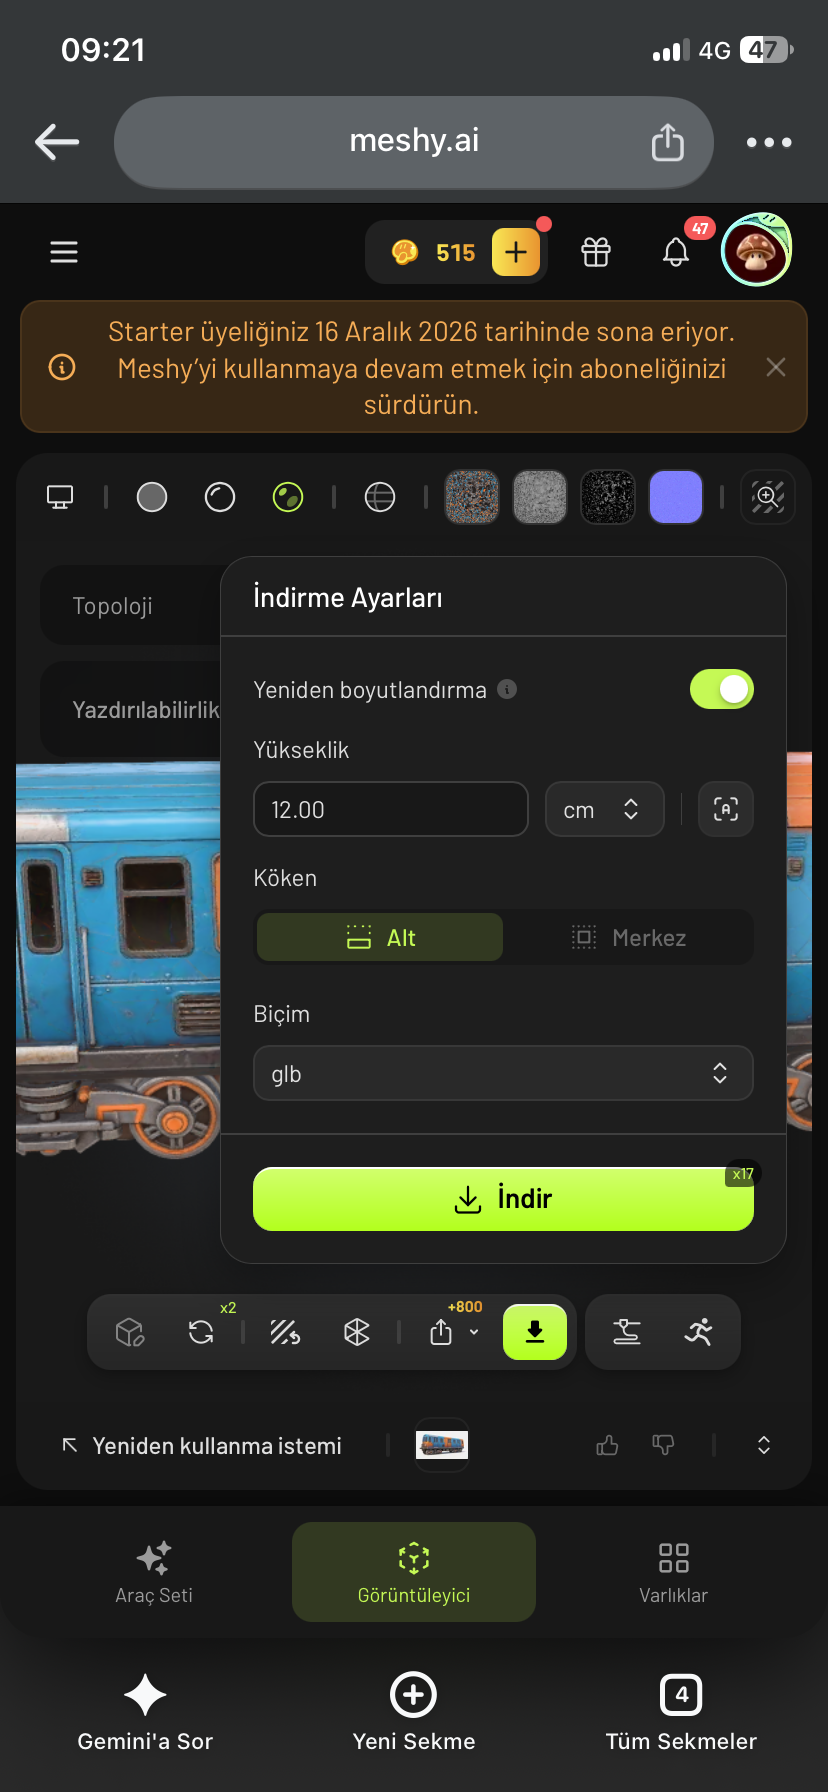 09:21
4G
47
meshy.ai
515
47
Starter üyeliğiniz 16 Aralık 2026 tarihinde sona eriyor.
Meshy’yi kullanmaya devam etmek için aboneliğinizi
sürdürün.
Topoloji
Yazdırılabilirlik
İndirme Ayarları
Yeniden boyutlandırma
Yükseklik
12.00
cm
A
Köken
Alt
Merkez
Biçim
glb
İndir
x17
x2
+800
Yeniden kullanma istemi
Araç Seti
Görüntüleyici
Varlıklar
4
Gemini'a Sor
Yeni Sekme
Tüm Sekmeler